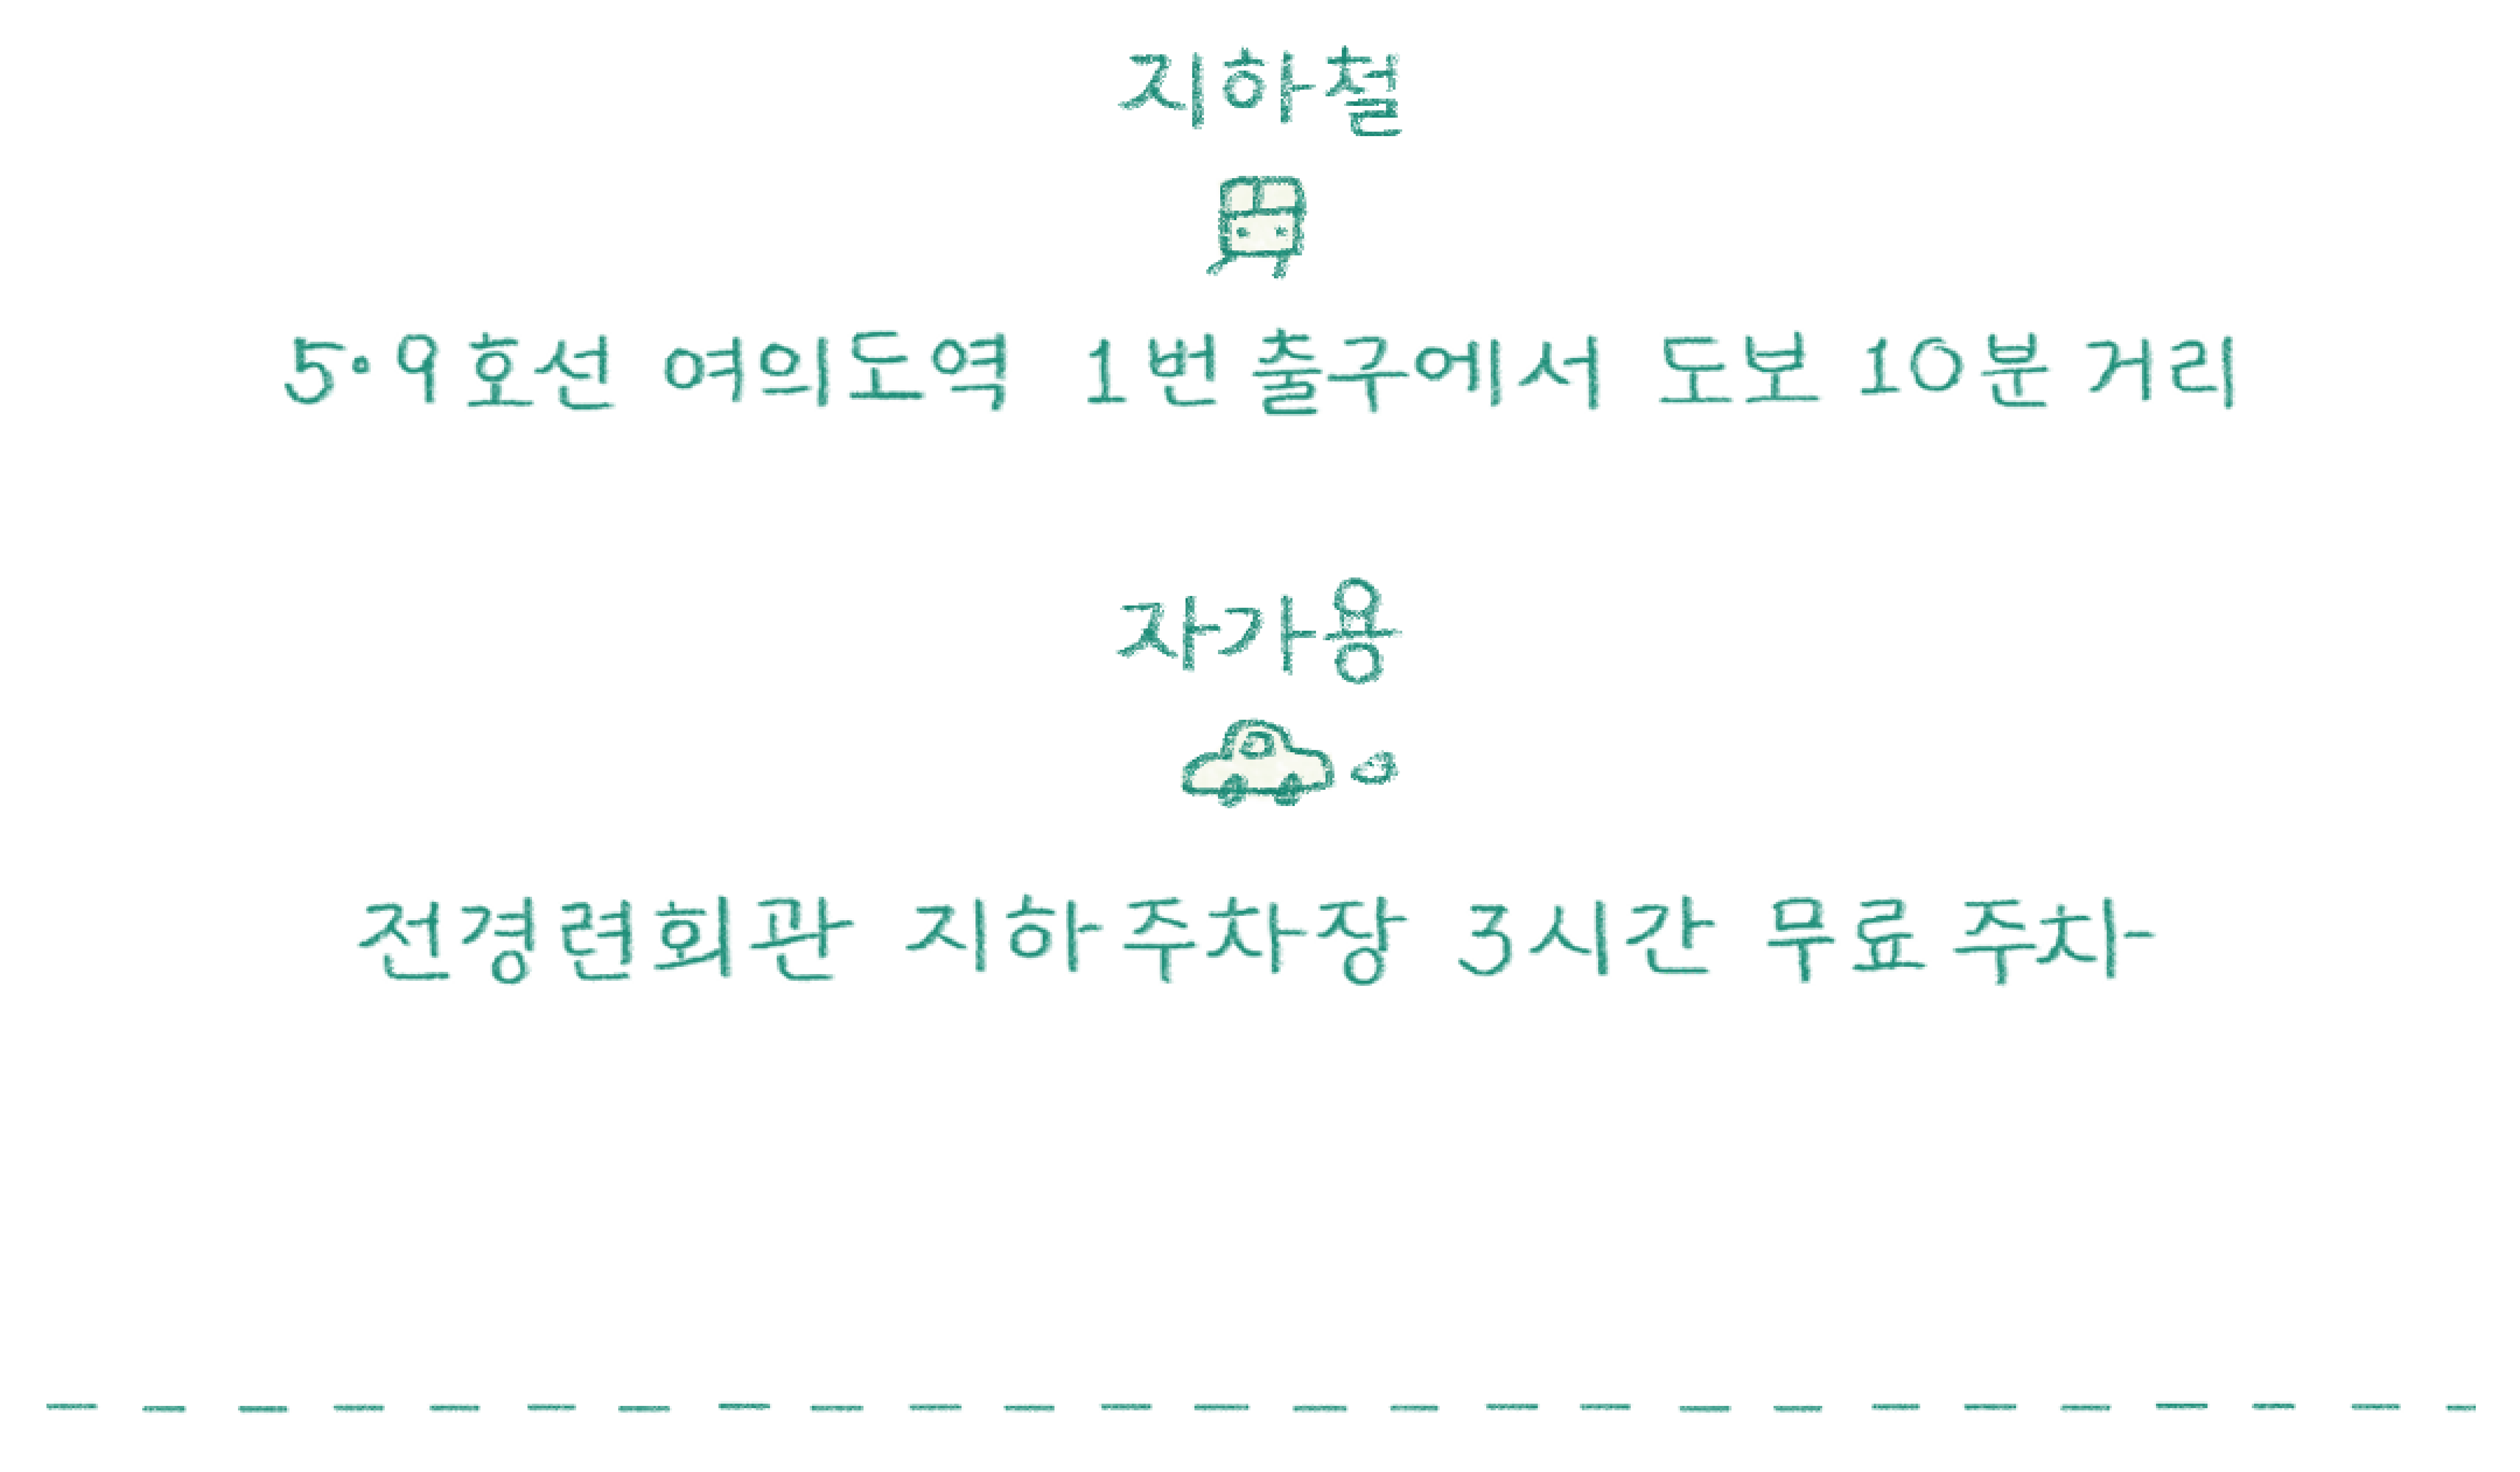 지하철
5·9호선 여의도역 1번 출구에서 도보 10분 거리
자가용
전경련회관 지하주차장 3시간 무료주차